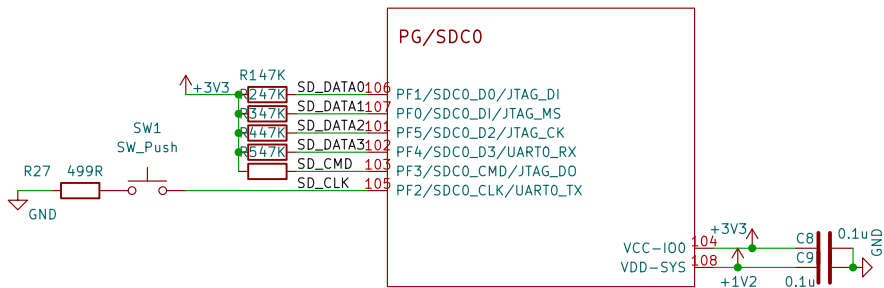 PG/SDC0
R147K
+3V3
SD_DATA0
106
PF1/SDC0_D0/JTAG_DI
R247K
SD_DATA1
107
PF0/SDC0_DI/JTAG_MS
R347K
SD_DATA2
101
PF5/SDC0_D2/JTAG_CK
SW1
R447K
SD_DATA3
102
PF4/SDC0_D3/UART0_RX
SW_Push
R547K
SD_CMD
103
PF3/SDC0_CMD/JTAG_DO
R27
499R
SD_CLK
105
PF2/SDC0_CLK/UART0_TX
GND
VCC-IO0
104
+3V3
C8
0.1u
GND
VDD-SYS
108
C9
+1V2
0.1u